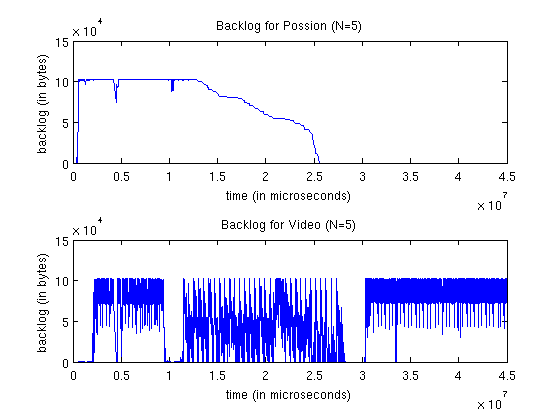 Backlog for Possion (N=5)
× 10^4
15
10
5
0
backlog (in bytes)
0 0.5 1 1.5 2 2.5 3 3.5 4 4.5
time (in microseconds)
× 10^7
Backlog for Video (N=5)
× 10^4
15
10
5
0
backlog (in bytes)
0 0.5 1 1.5 2 2.5 3 3.5 4 4.5
time (in microseconds)
× 10^7